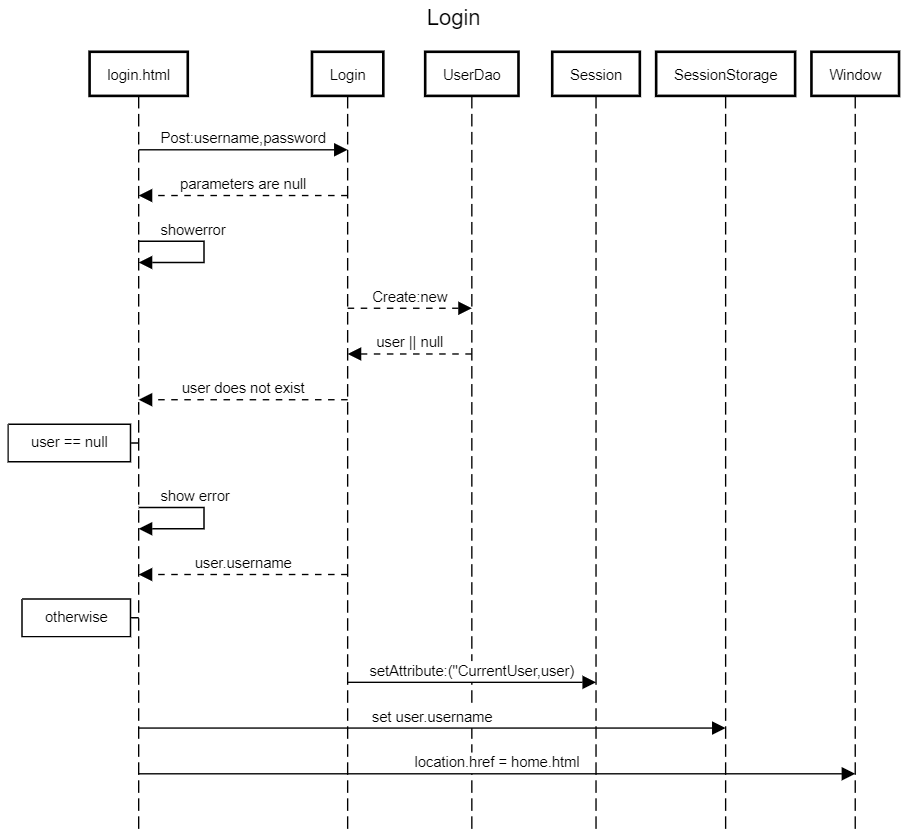 Login
login.html
Login
UserDao
Session
SessionStorage
Window
Post:username,password
parameters are null
showerror
Create:new
user || null
user does not exist
user == null
show error
user.username
otherwise
setAttribute:("CurrentUser,user)
set user.username
location.href = home.html